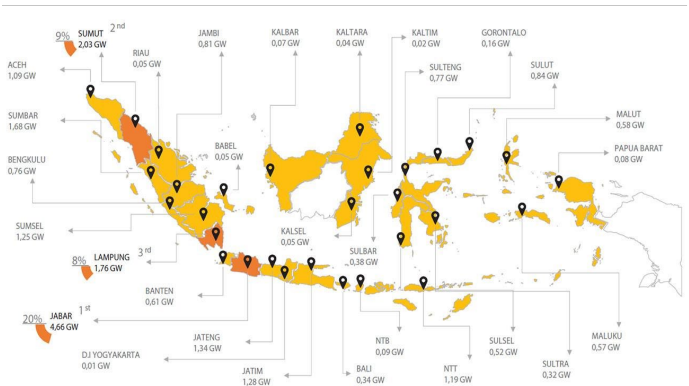 9%
SUMUT
2,03 GW
2nd
RIAU
0,05 GW
JAMBI
0,81 GW
KALBAR
0,07 GW
KALTARA
0,04 GW
KALTIM
0,02 GW
GORONTALO
0,16 GW
ACEH
1,09 GW
SULTENG
0,77 GW
SULUT
0,84 GW
SUMBAR
1,68 GW
MALUT
0,58 GW
BENGKULU
0,76 GW
BABEL
0,05 GW
PAPUA BARAT
0,08 GW
SUMSEL
1,25 GW
KALSEL
0,05 GW
SULBAR
0,38 GW
8%
LAMPUNG
1,76 GW
3rd
BANTEN
0,61 GW
20%
JABAR
4,66 GW
1st
JATENG
1,34 GW
NTB
0,09 GW
SULSEL
0,52 GW
MALUKU
0,57 GW
DJ YOGYAKARTA
0,01 GW
JATIM
1,28 GW
BALI
0,34 GW
NTT
1,19 GW
SULTRA
0,32 GW